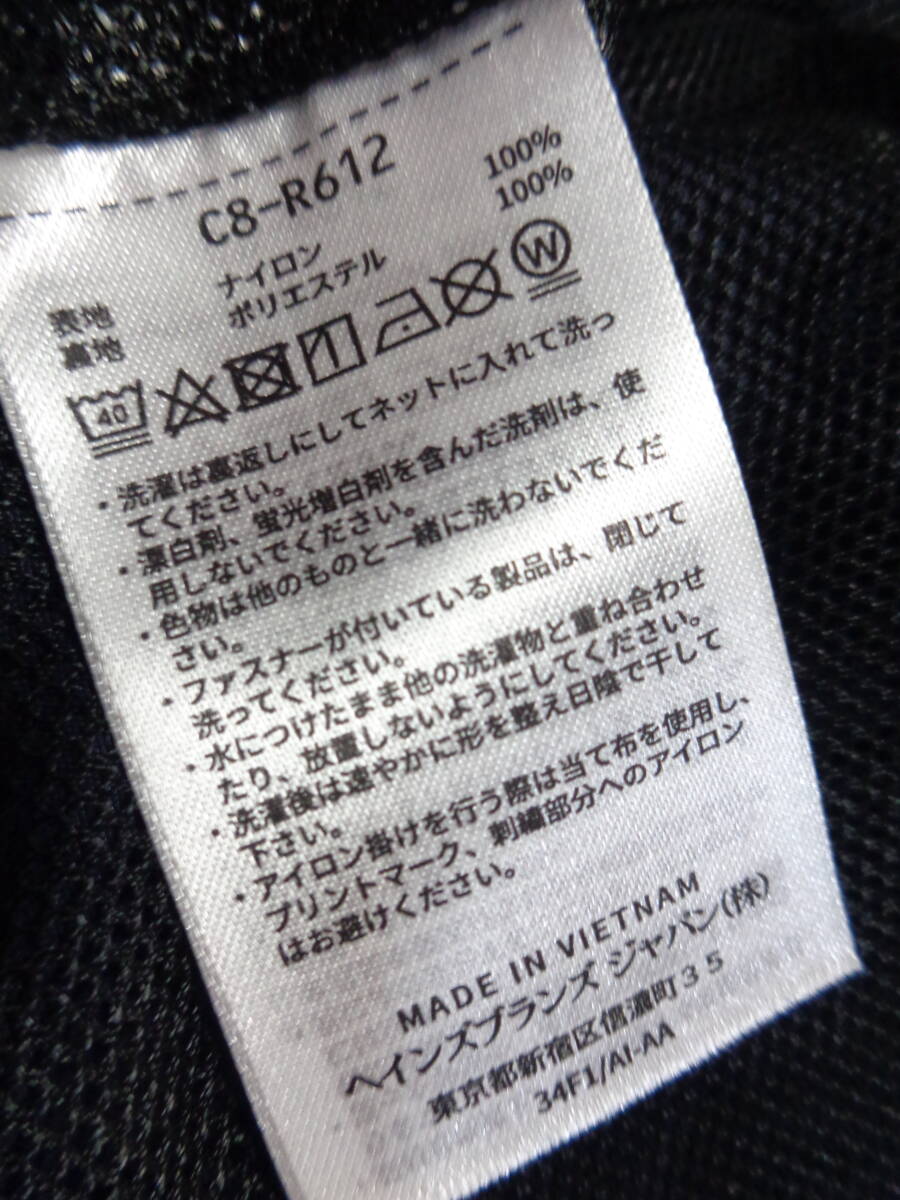 C8-R612
表地 ナイロン 100%
裏地 ポリエステル 100%
40 W
・洗濯は裏返しにしてネットに入れて洗っ
てください。
・漂白剤、蛍光増白剤を含んだ洗剤は、使
用しないでください。
・色物は他のものと一緒に洗わないでくだ
さい。
・ファスナーが付いている製品は、閉じて
洗ってください。
・水につけたまま他の洗濯物と重ね合わせ
たり、放置しないようにしてください。
・洗濯後は速やかに形を整え日陰で干して
下さい。
・アイロン掛けを行う際は当て布を使用し、
プリントマーク、刺繍部分へのアイロン
はお避けください。
MADE IN VIETNAM
ヘインズブランズ ジャパン(株)
東京都新宿区信濃町35
34F1/AI-AA